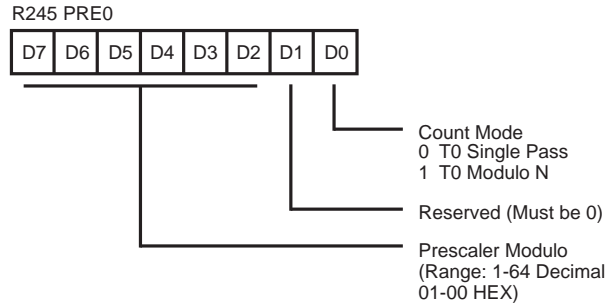 R245 PRE0
D7 D6 D5 D4 D3 D2 D1 D0
Count Mode
0 T0 Single Pass
1 T0 Modulo N
Reserved (Must be 0)
Prescaler Modulo
(Range: 1-64 Decimal
01-00 HEX)